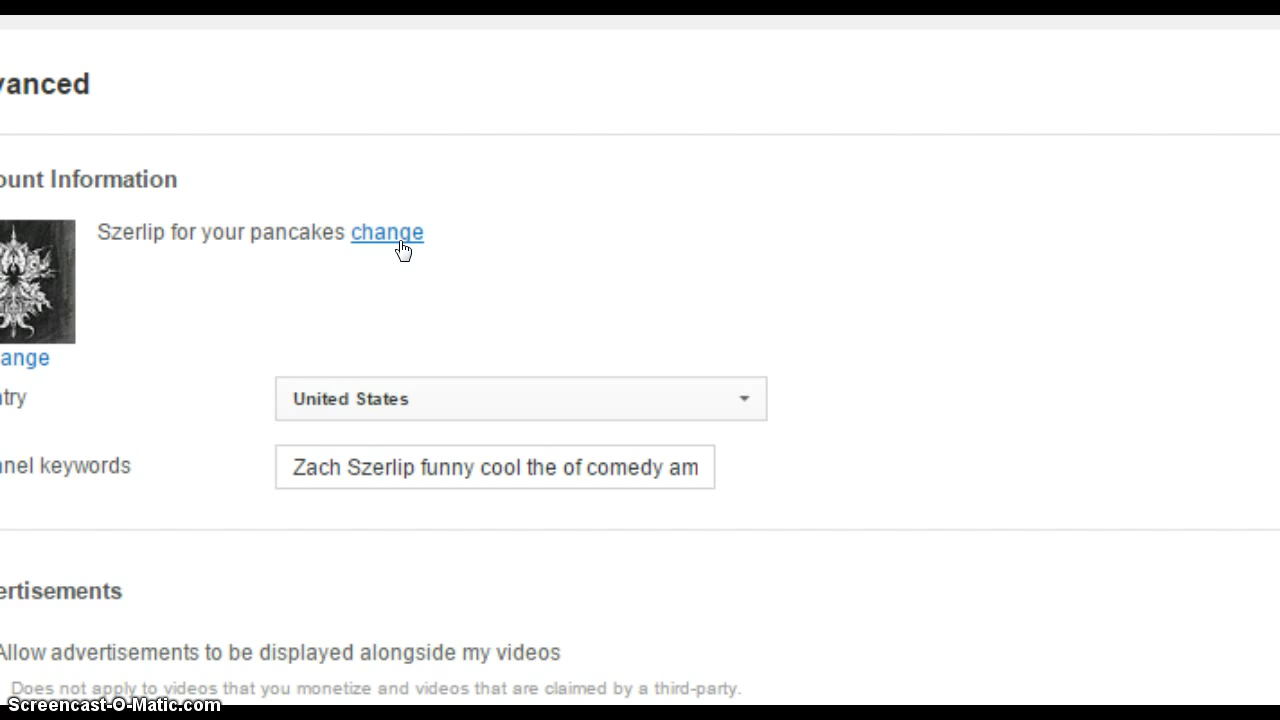 vanced
ount Information
Szerlip for your pancakes change
ange
try
nel keywords
United States
Zach Szerlip funny cool the of comedy am
ertisements
Allow advertisements to be displayed alongside my videos
Does not apply to videos that you monetize and videos that are claimed by a third-party.
Screencast-O-Matic.com